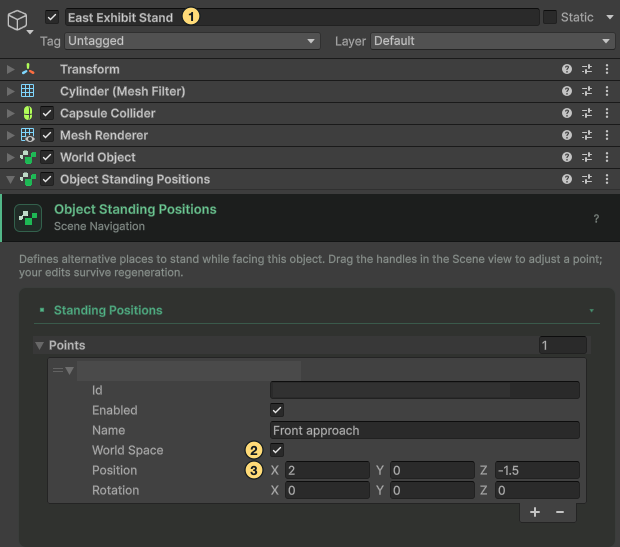 East Exhibit Stand 1 Static
Tag Untagged Layer Default
Transform
Cylinder (Mesh Filter)
Capsule Collider
Mesh Renderer
World Object
Object Standing Positions
Object Standing Positions
Scene Navigation
?
Defines alternative places to stand while facing this object. Drag the handles in the Scene view to adjust a point;
your edits survive regeneration.
Standing Positions
Points 1
Id
Enabled
Name Front approach
World Space 2
Position 3 X 2 Y 0 Z -1.5
Rotation X 0 Y 0 Z 0